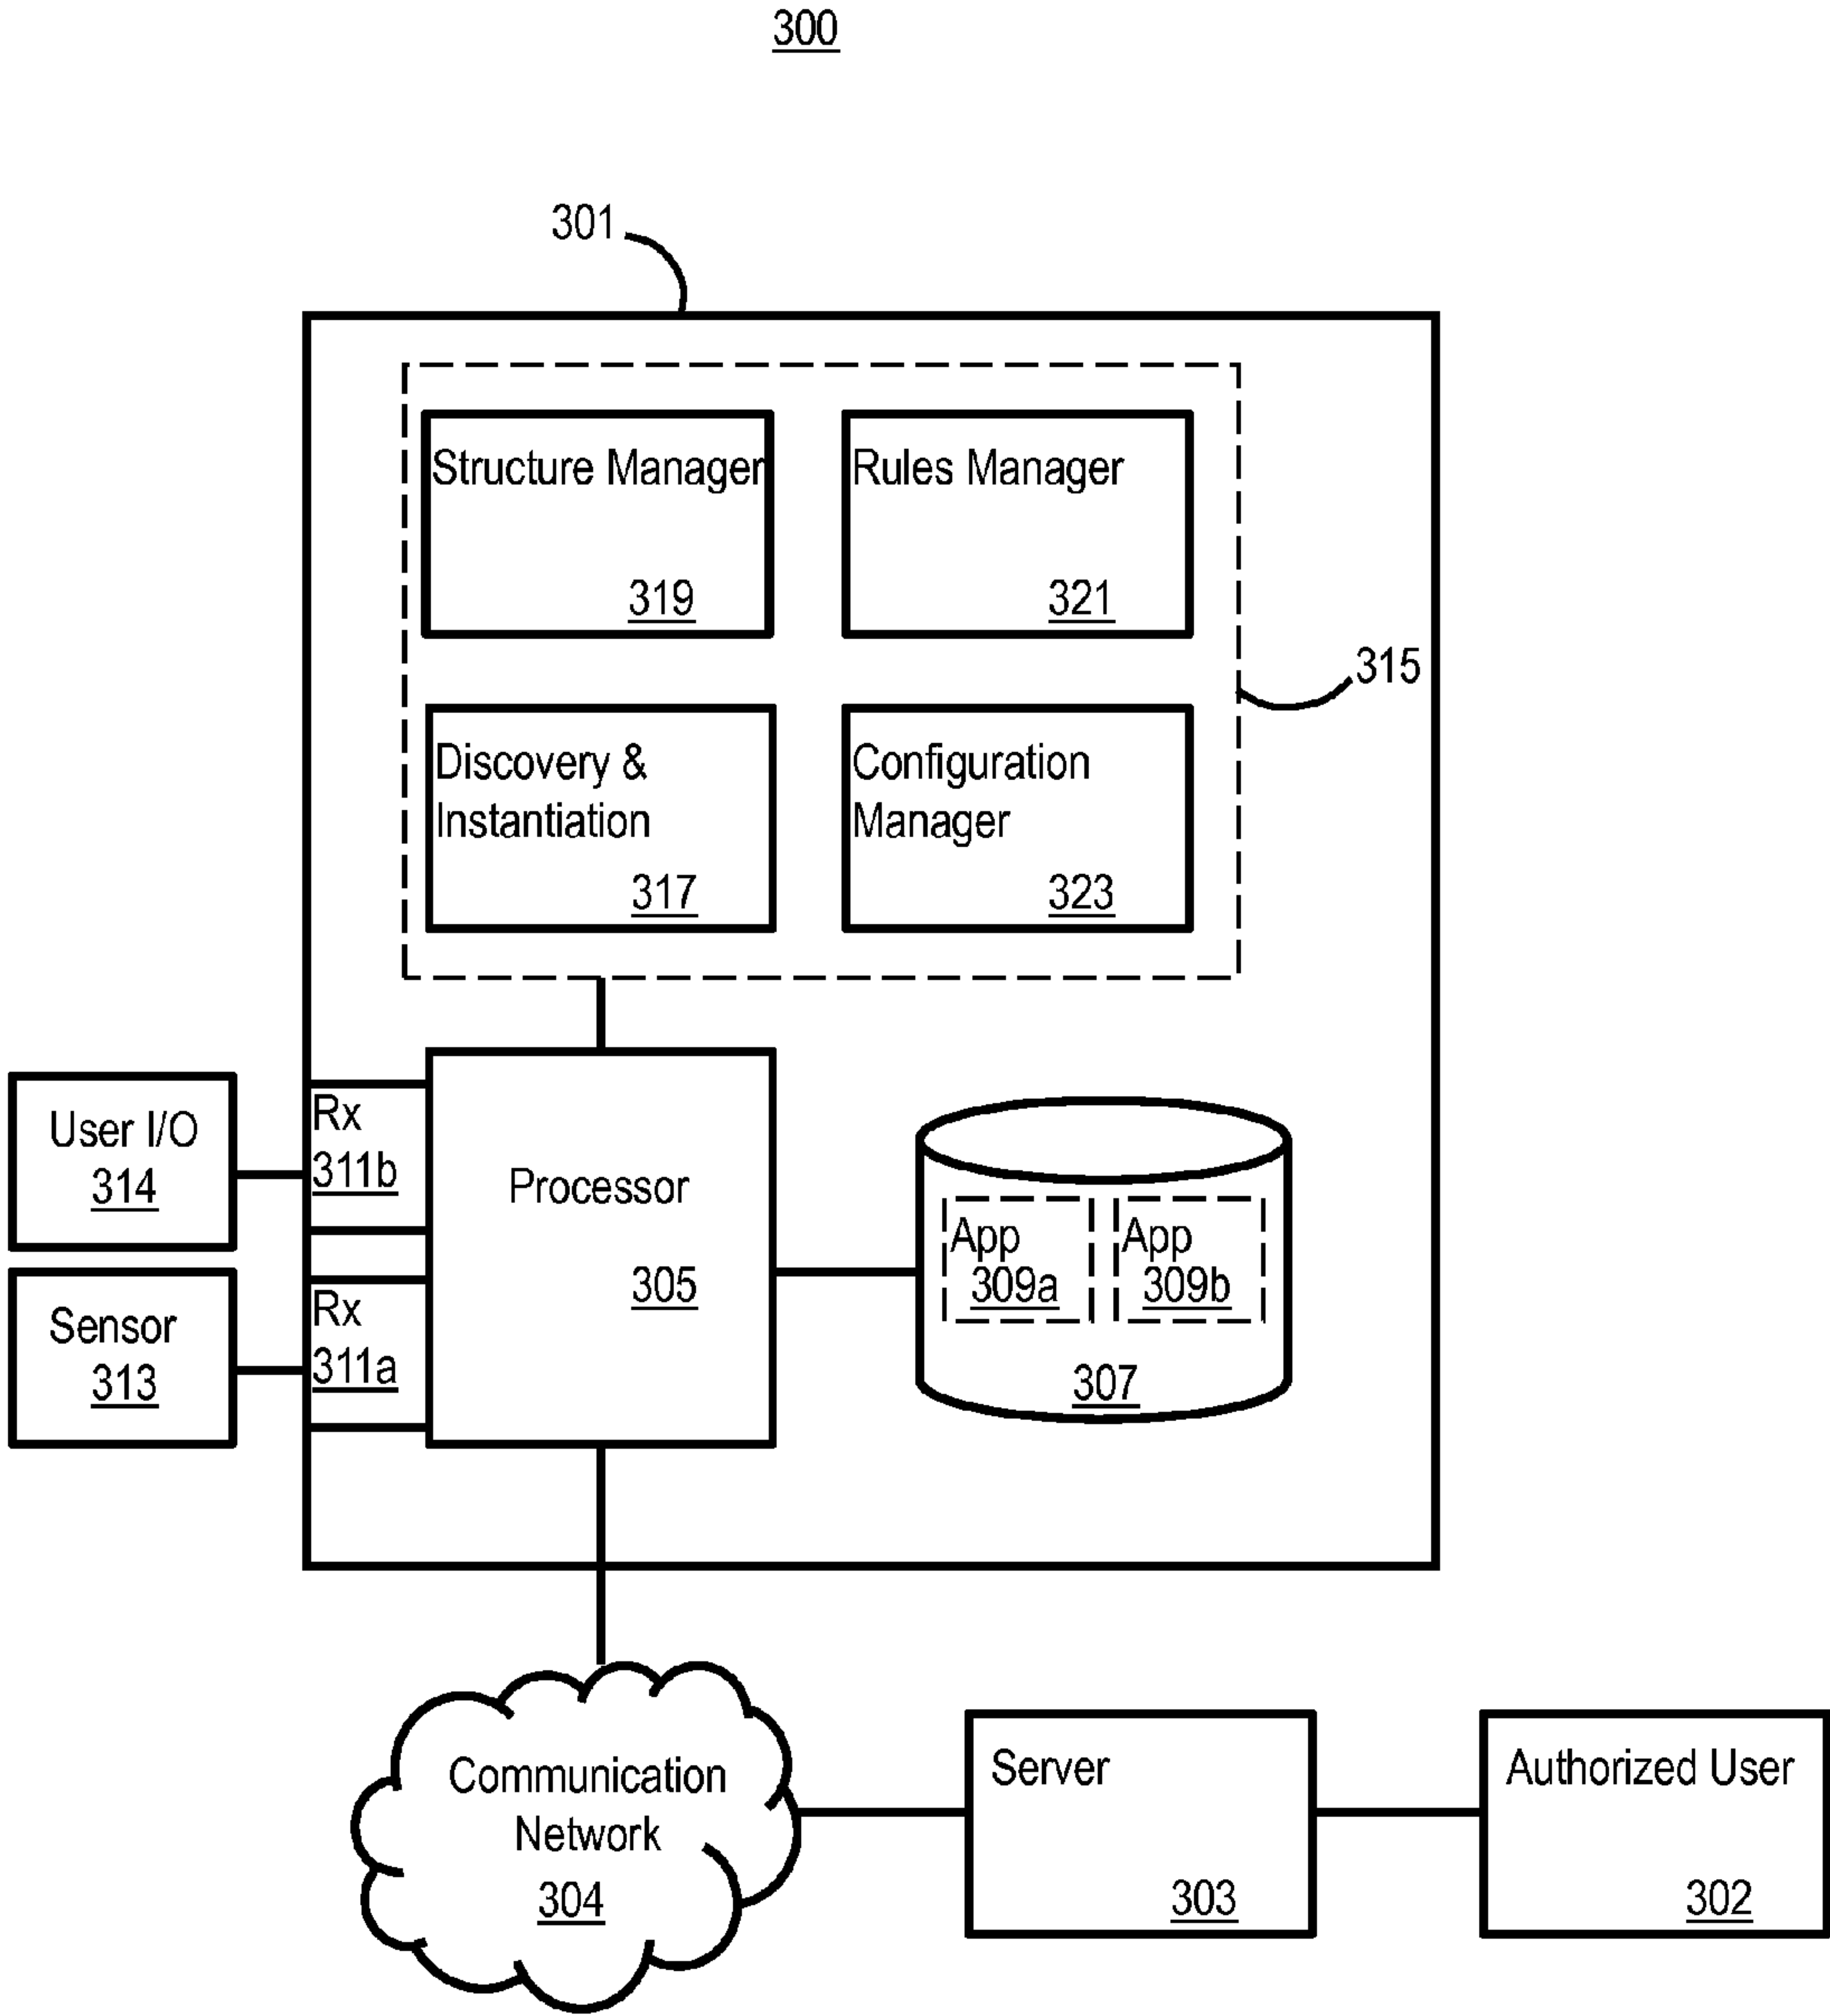 300
301
Structure Manager
319
Rules Manager
321
315
Discovery &
Instantiation
317
Configuration
Manager
323
User I/O
314
Rx
311b
Processor
305
App
309a
App
309b
307
Sensor
313
Rx
311a
Communication
Network
304
Server
303
Authorized User
302